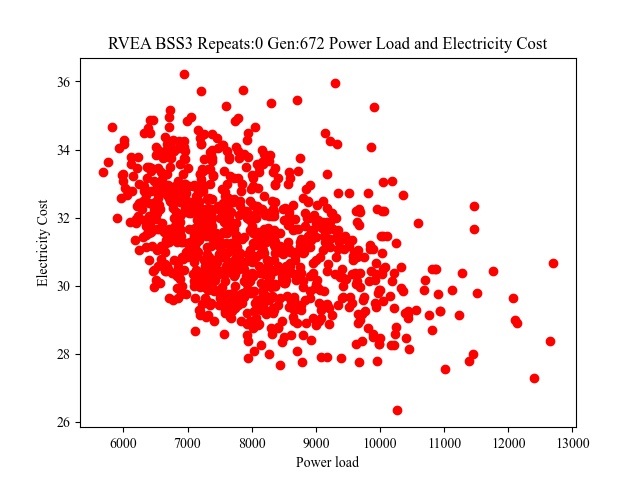 RVEA BSS3 Repeats:0 Gen:672 Power Load and Electricity Cost
36
34
32
30
28
26
Electricity Cost
6000 7000 8000 9000 10000 11000 12000 13000
Power load